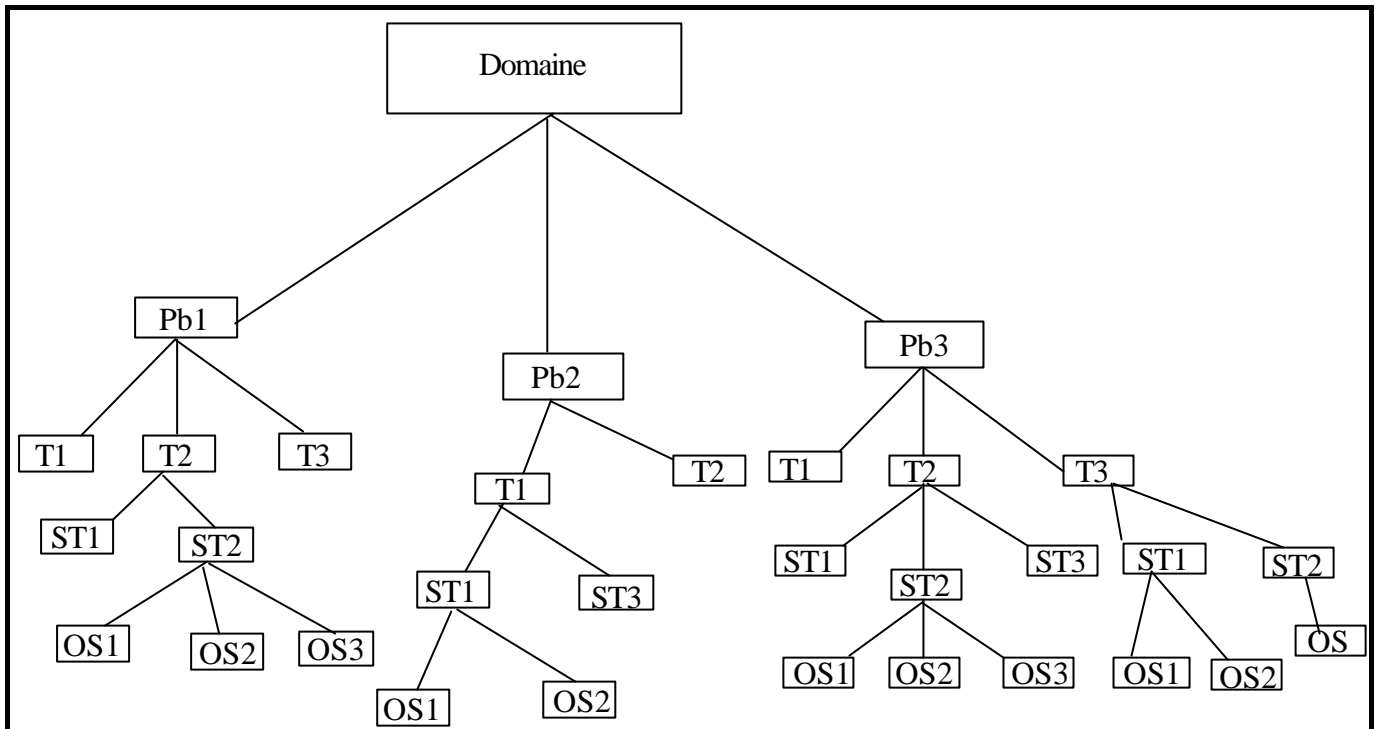 Domaine
Pb1
Pb3
Pb2
T1
T2
T3
T1
T2
T1
T2
T3
ST1
ST2
ST1
ST3
ST1
ST2
ST3
ST1
ST2
OS1
OS2
OS3
OS1
OS2
OS1
OS2
OS3
OS1
OS2
OS